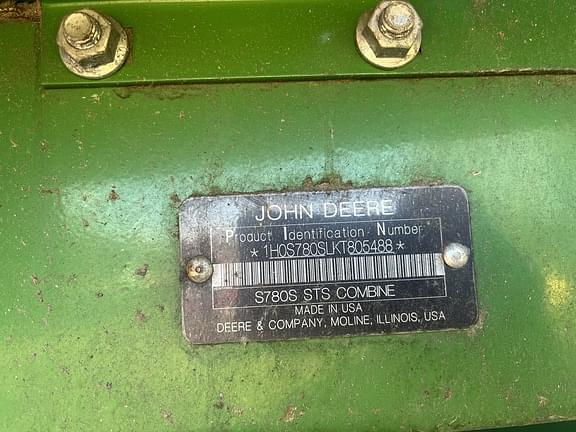 JOHN DEERE
Product Identification Number
*1H0S780SLKT805488*
S780S STS COMBINE
MADE IN USA
DEERE & COMPANY, MOLINE, ILLINOIS, USA